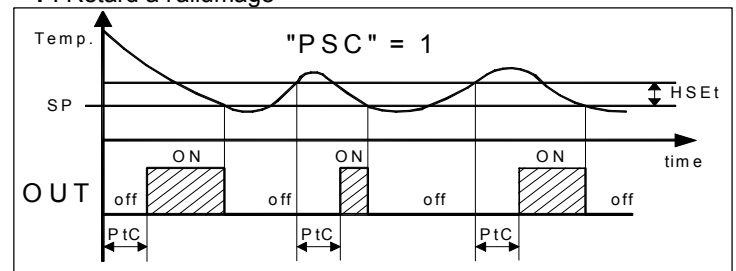 : Retard à l'allumage
Temp.
"PSC" = 1
HSEt
SP
ON ON ON time
OUT off off off off
PtC PtC PtC